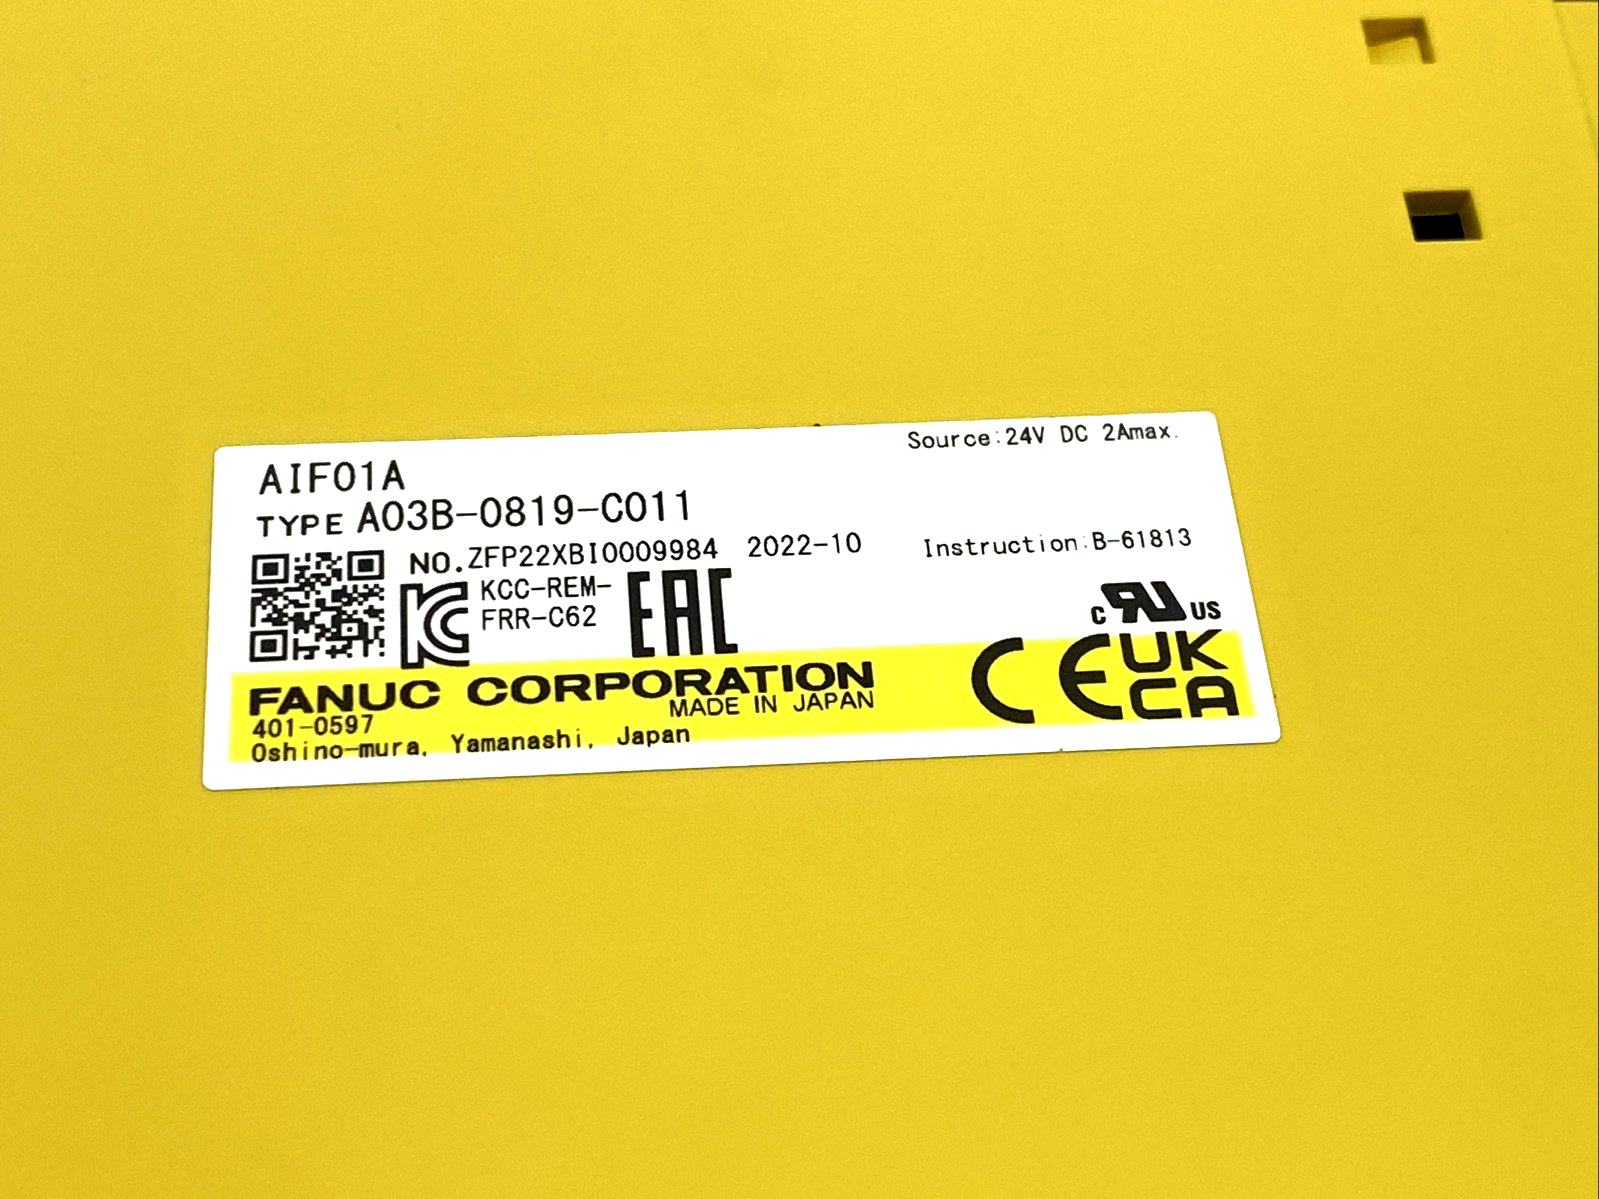 Source:24V DC 2Amax.
AIF01A
TYPE A03B-0819-C011
NO.ZFP22XBI0009984 2022-10
Instruction:B-61813
KCC-REM-
FRR-C62
EAC
c RU US
CE
UK
CA
FANUC CORPORATION
MADE IN JAPAN
401-0597
Oshino-mura, Yamanashi, Japan